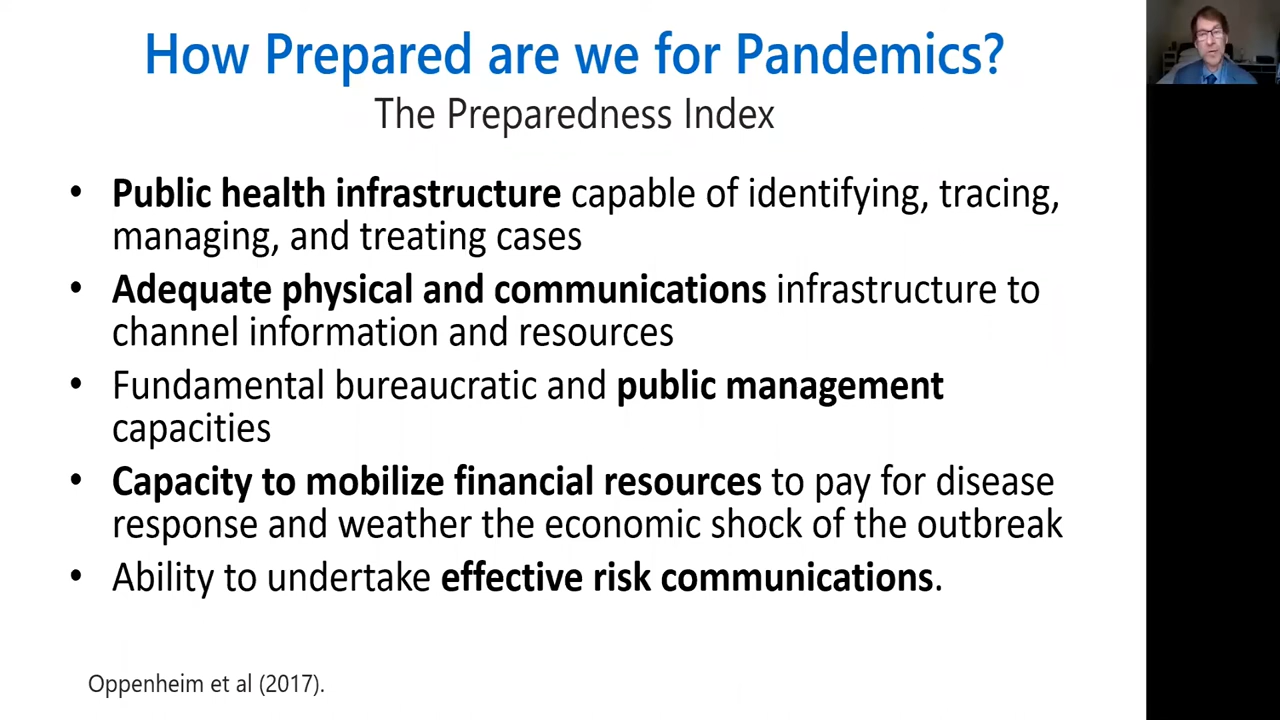 How Prepared are we for Pandemics?
The Preparedness Index
• Public health infrastructure capable of identifying, tracing,
managing, and treating cases
• Adequate physical and communications infrastructure to
channel information and resources
• Fundamental bureaucratic and public management
capacities
• Capacity to mobilize financial resources to pay for disease
response and weather the economic shock of the outbreak
• Ability to undertake effective risk communications.
Oppenheim et al (2017).